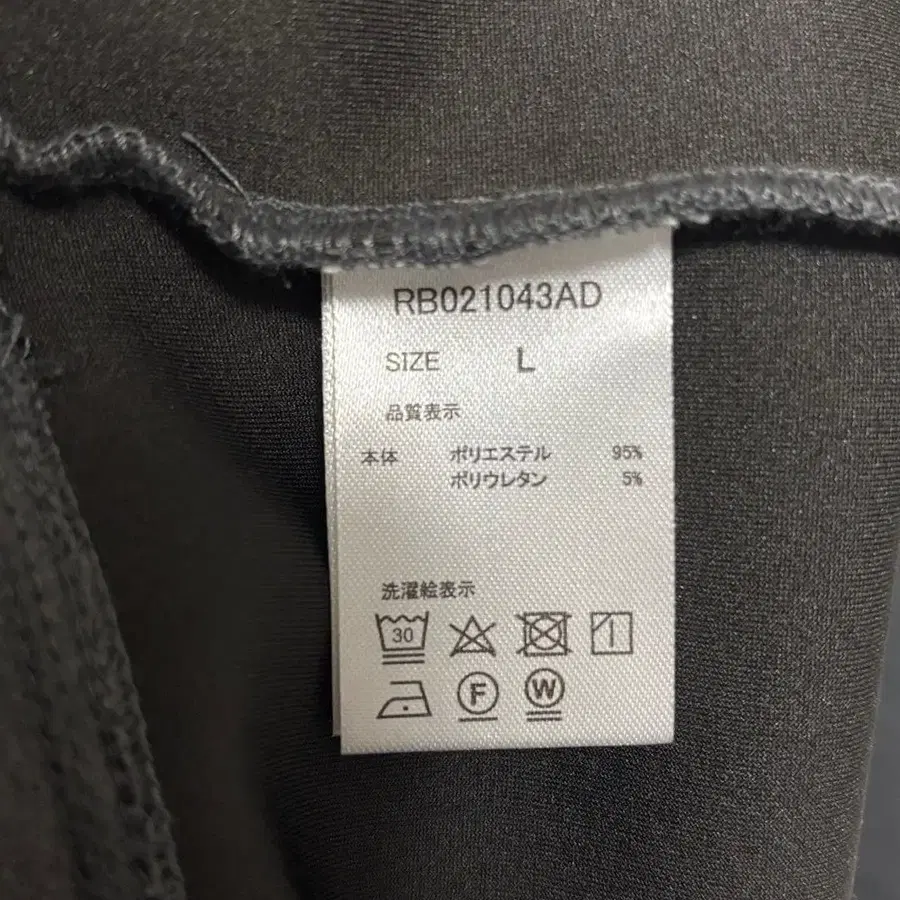 RB021043AD
SIZE L
品質表示
本体 ポリエステル 95%
ポリウレタン 5%
洗濯絵表示
30
F W